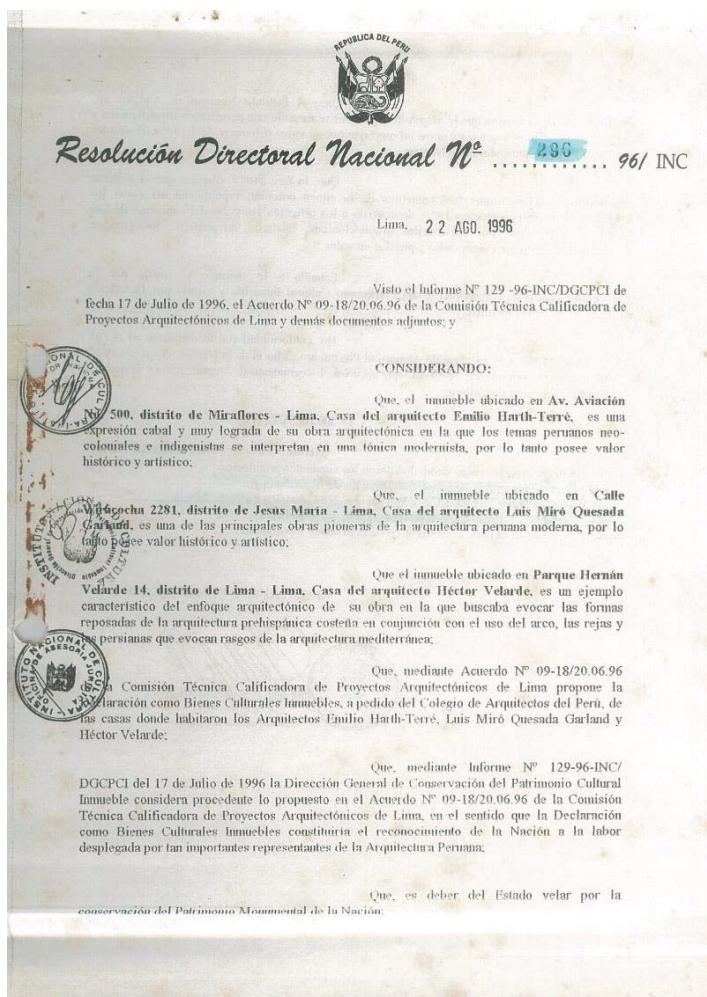 REPUBLICA DEL PERU
Resolución Directoral Nacional Nº ..... 296 ..... 96/ INC
Lima, 22 AGO. 1996
Visto el Informe Nº 129 -96-INC/DGCPCI de
fecha 17 de Julio de 1996, el Acuerdo Nº 09-18/20.06.96 de la Comisión Técnica Calificadora de
Proyectos Arquitectónicos de Lima y demás documentos adjuntos; y
CONSIDERANDO:
Que, el inmueble ubicado en Av. Aviación
Nº 500, distrito de Miraflores - Lima, Casa del arquitecto Emilio Harth-Terré, es una
expresión cabal y muy lograda de su obra arquitectónica en la que los temas peruanos neo-
coloniales e indigenistas se interpretan en una tónica modernista, por lo tanto posee valor
histórico y artístico;
Que, el inmueble ubicado en Calle
Wiracocha 2281, distrito de Jesús María - Lima, Casa del arquitecto Luis Miró Quesada
Garland, es una de las principales obras pioneras de la arquitectura peruana moderna, por lo
tanto posee valor histórico y artístico;
Que el inmueble ubicado en Parque Hernán
Velarde 14, distrito de Lima - Lima, Casa del arquitecto Héctor Velarde, es un ejemplo
característico del enfoque arquitectónico de su obra en la que buscaba evocar las formas
reposadas de la arquitectura prehispánica costeña en conjunción con el uso del arco, las rejas y
las persianas que evocan rasgos de la arquitectura mediterránea;
Que, mediante Acuerdo Nº 09-18/20.06.96
la Comisión Técnica Calificadora de Proyectos Arquitectónicos de Lima propone la
Declaración como Bienes Culturales Inmuebles, a pedido del Colegio de Arquitectos del Perú, de
las casas donde habitaron los Arquitectos Emilio Harth-Terré, Luis Miró Quesada Garland y
Héctor Velarde;
Que, mediante Informe Nº 129-96-INC/
DGCPCI del 17 de Julio de 1996 la Dirección General de Conservación del Patrimonio Cultural
Inmueble considera procedente lo propuesto en el Acuerdo Nº 09-18/20.06.96 de la Comisión
Técnica Calificadora de Proyectos Arquitectónicos de Lima, en el sentido que la Declaración
como Bienes Culturales Inmuebles constituiría el reconocimiento de la Nación a la labor
desplegada por tan importantes representantes de la Arquitectura Peruana;
Que, es deber del Estado velar por la
conservación del Patrimonio Monumental de la Nación;
INSTITUTO NACIONAL DE CULTURA
INSTITUTO NACIONAL DE CULTURA
OFICINA DE ASESORIA JURIDICA